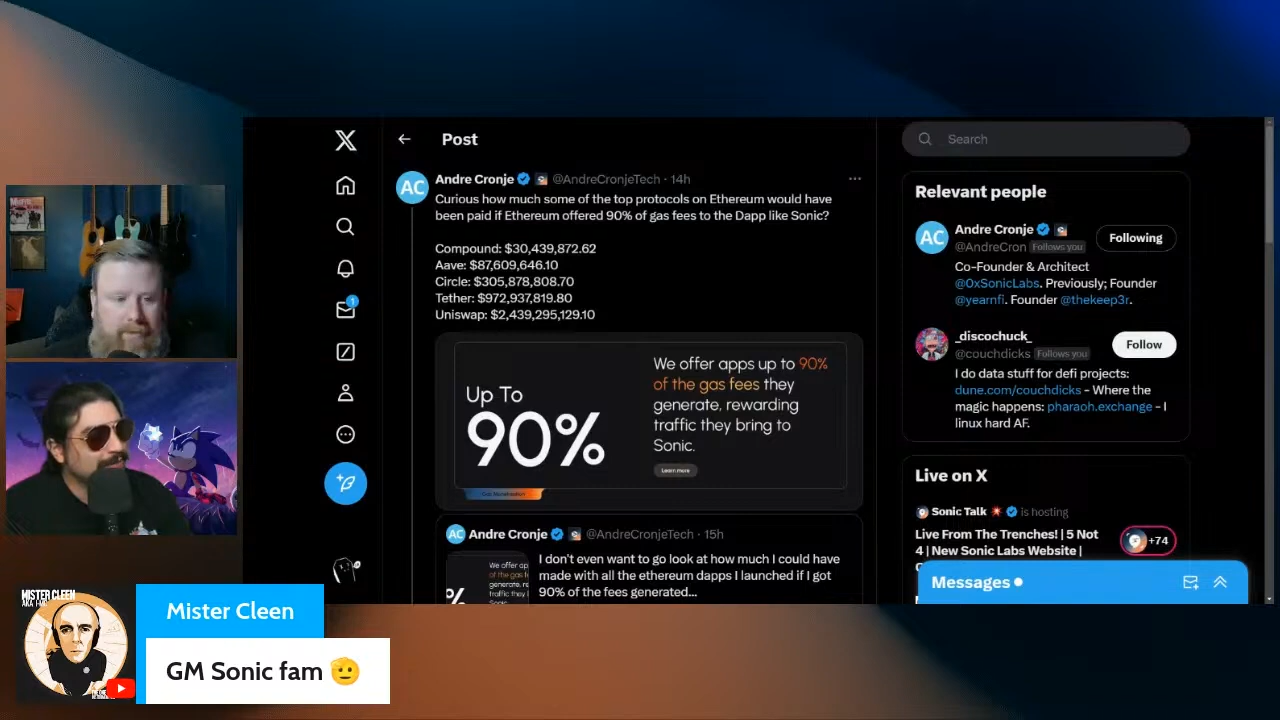 Post
Search
Andre Cronje @AndreCronjeTech · 14h
Curious how much some of the top protocols on Ethereum would have
been paid if Ethereum offered 90% of gas fees to the Dapp like Sonic?
Compound: $30,439,872.62
Aave: $87,609,646.10
Circle: $305,878,808.70
Tether: $972,937,819.80
Uniswap: $2,439,295,129.10
Up To
90%
We offer apps up to 90%
of the gas fees they
generate, rewarding
traffic they bring to
Sonic.
Learn more
Andre Cronje @AndreCronjeTech · 15h
I don't even want to go look at how much I could have
made with all the ethereum dapps I launched if I got
90% of the fees generated...
We offer ap
of the gas f
Relevant people
Andre Cronje
@AndreCron Follows you
Following
Co-Founder & Architect
@0xSonicLabs. Previously; Founder
@yearnfi. Founder @thekeep3r.
_discochuck_
@couchdicks Follows you
Follow
I do data stuff for defi projects:
dune.com/couchdicks - Where the
magic happens: pharaoh.exchange - I
linux hard AF.
Live on X
Sonic Talk is hosting
Live From The Trenches! | 5 Not
4 | New Sonic Labs Website |
+74
Messages
1
MISTER CLEEN
AKA I-MC
Mister Cleen
GM Sonic fam 🫡